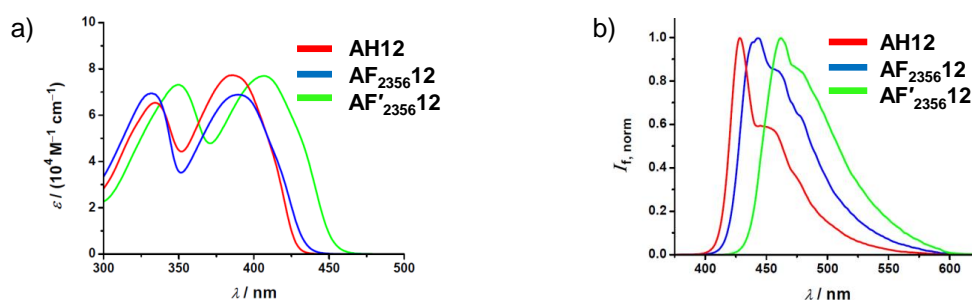 a)
ε / (10⁴ M⁻¹ cm⁻¹)
10
8
6
4
2
0
300 350 400 450 500
λ / nm
AH12
AF₂₃₅₆12
AF'₂₃₅₆12
b)
I_f, norm
1.0
0.8
0.6
0.4
0.2
0.0
400 450 500 550 600
λ / nm
AH12
AF₂₃₅₆12
AF'₂₃₅₆12